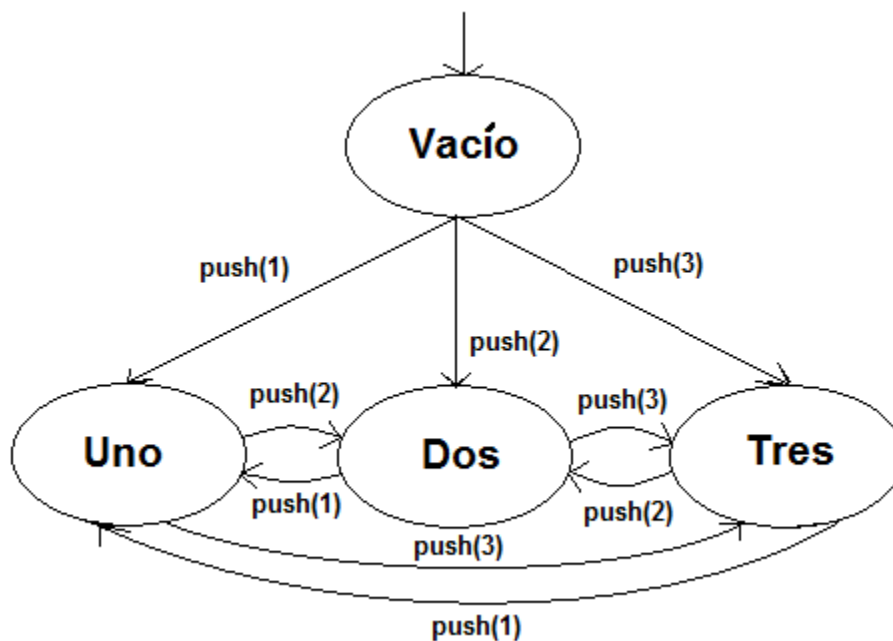 Vacío
push(1)
push(3)
push(2)
push(2)
push(3)
Uno
Dos
Tres
push(1)
push(2)
push(3)
push(1)